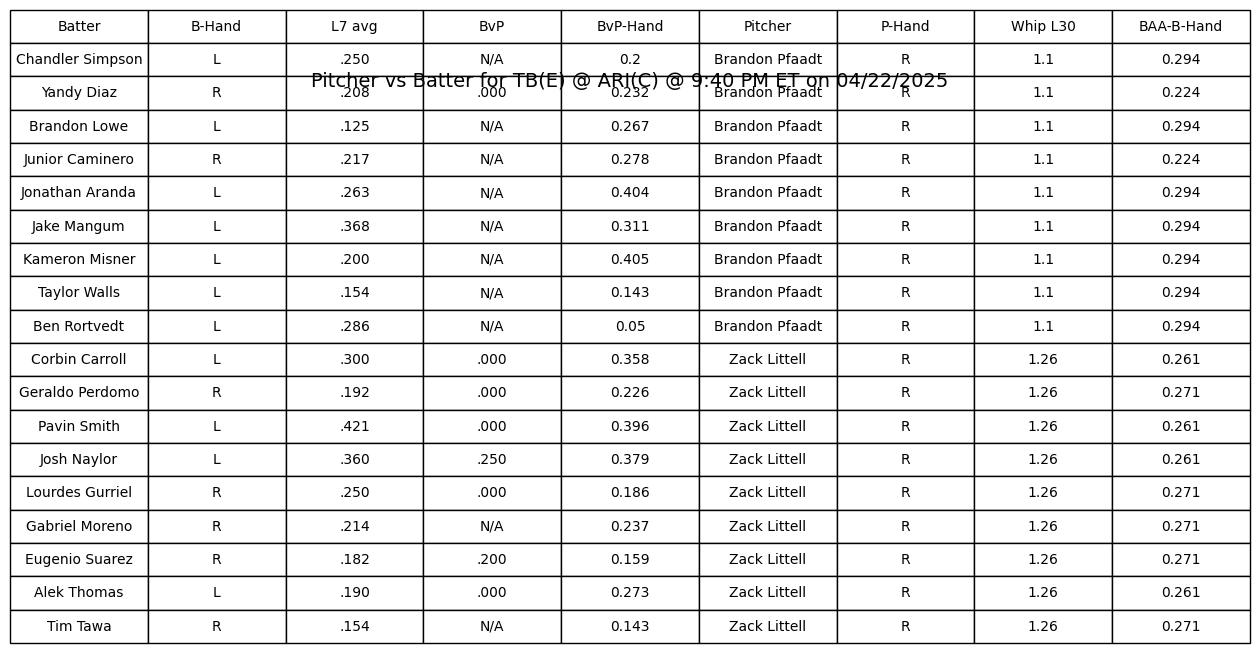 Batter B-Hand L7 avg BvP BvP-Hand Pitcher P-Hand Whip L30 BAA-B-Hand
Chandler Simpson L .250 N/A 0.2 Brandon Pfaadt R 1.1 0.294
Pitcher vs Batter for TB(E) @ ARI(C) @ 9:40 PM ET on 04/22/2025
Yandy Diaz R .208 .000 0.232 Brandon Pfaadt R 1.1 0.224
Brandon Lowe L .125 N/A 0.267 Brandon Pfaadt R 1.1 0.294
Junior Caminero R .217 N/A 0.278 Brandon Pfaadt R 1.1 0.224
Jonathan Aranda L .263 N/A 0.404 Brandon Pfaadt R 1.1 0.294
Jake Mangum L .368 N/A 0.311 Brandon Pfaadt R 1.1 0.294
Kameron Misner L .200 N/A 0.405 Brandon Pfaadt R 1.1 0.294
Taylor Walls L .154 N/A 0.143 Brandon Pfaadt R 1.1 0.294
Ben Rortvedt L .286 N/A 0.05 Brandon Pfaadt R 1.1 0.294
Corbin Carroll L .300 .000 0.358 Zack Littell R 1.26 0.261
Geraldo Perdomo R .192 .000 0.226 Zack Littell R 1.26 0.271
Pavin Smith L .421 .000 0.396 Zack Littell R 1.26 0.261
Josh Naylor L .360 .250 0.379 Zack Littell R 1.26 0.261
Lourdes Gurriel R .250 .000 0.186 Zack Littell R 1.26 0.271
Gabriel Moreno R .214 N/A 0.237 Zack Littell R 1.26 0.271
Eugenio Suarez R .182 .200 0.159 Zack Littell R 1.26 0.271
Alek Thomas L .190 .000 0.273 Zack Littell R 1.26 0.261
Tim Tawa R .154 N/A 0.143 Zack Littell R 1.26 0.271